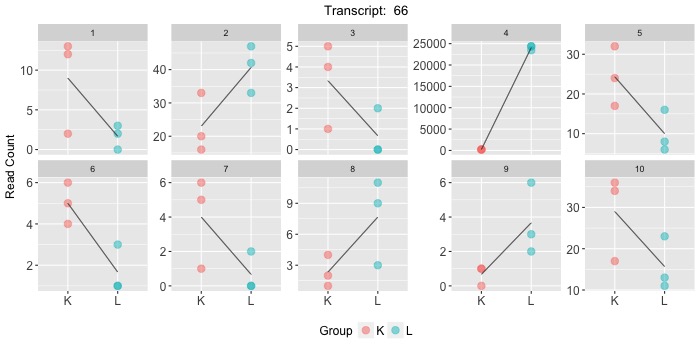 Transcript: 66
1 2 3 4 5
10 5 0
40 30 20
5 4 3 2 1 0
25000 20000 15000 10000 5000 0
30 20 10
Read Count
6 7 8 9 10
6 4 2
6 4 2 0
9 6 3
6 4 2 0
30 20 10
K L K L K L K L K L
Group K L